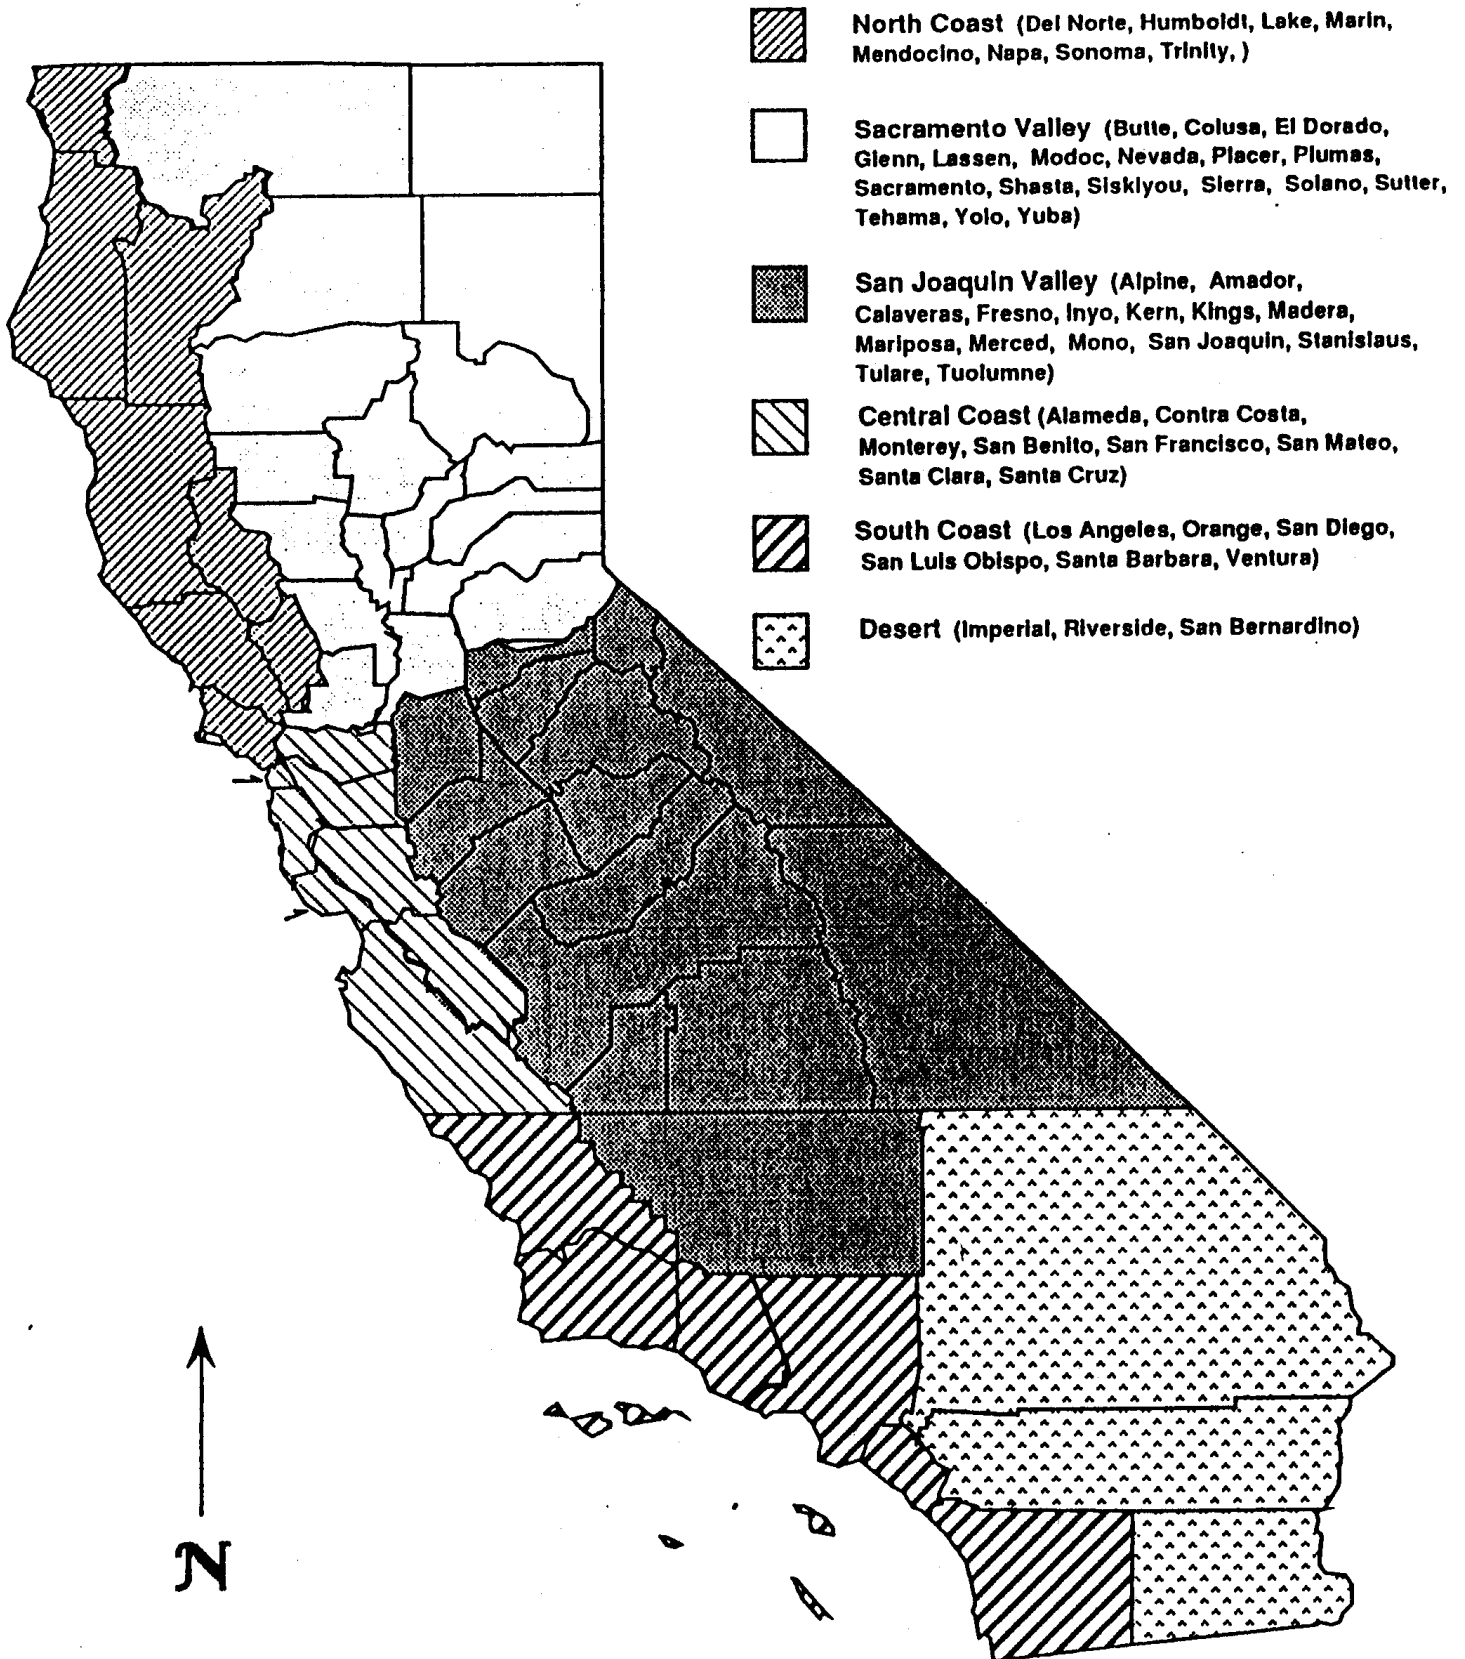 North Coast (Del Norte, Humboldt, Lake, Marin,
Mendocino, Napa, Sonoma, Trinity, )
Sacramento Valley (Butte, Colusa, El Dorado,
Glenn, Lassen, Modoc, Nevada, Placer, Plumas,
Sacramento, Shasta, Siskiyou, Sierra, Solano, Sutter,
Tehama, Yolo, Yuba)
San Joaquin Valley (Alpine, Amador,
Calaveras, Fresno, Inyo, Kern, Kings, Madera,
Mariposa, Merced, Mono, San Joaquin, Stanislaus,
Tulare, Tuolumne)
Central Coast (Alameda, Contra Costa,
Monterey, San Benito, San Francisco, San Mateo,
Santa Clara, Santa Cruz)
South Coast (Los Angeles, Orange, San Diego,
San Luis Obispo, Santa Barbara, Ventura)
Desert (Imperial, Riverside, San Bernardino)
N